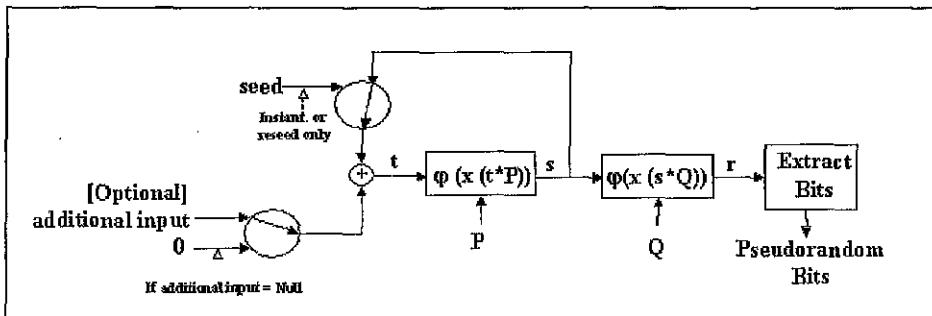 seed
Instant. or
reseed only
[Optional]
additional input
0
If additional input = Null
+
t
φ (x (t*P))
s
P
φ(x (s*Q))
r
Q
Extract
Bits
Pseudorandom
Bits